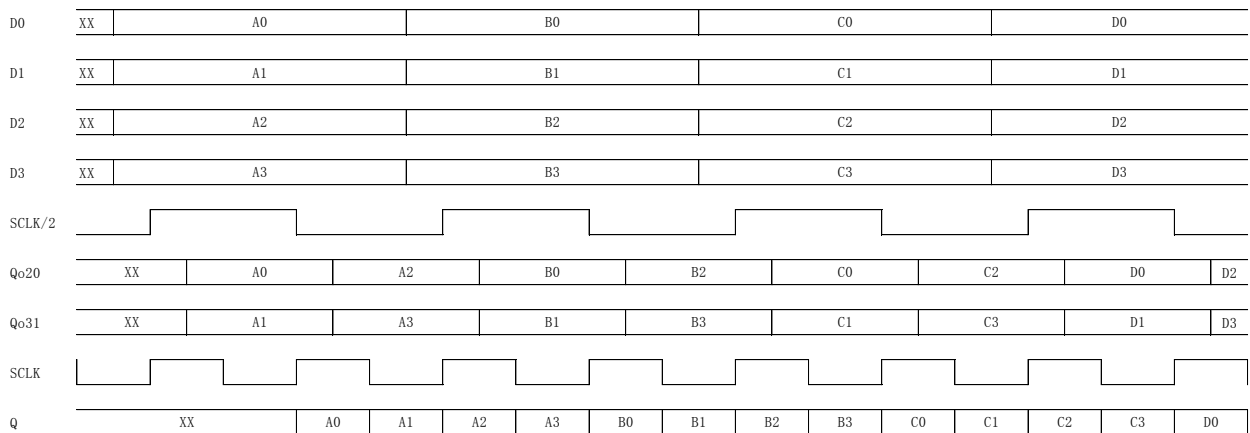 D0 XX A0 B0 C0 D0
D1 XX A1 B1 C1 D1
D2 XX A2 B2 C2 D2
D3 XX A3 B3 C3 D3
SCLK/2
Qo20 XX A0 A2 B0 B2 C0 C2 D0 D2
Qo31 XX A1 A3 B1 B3 C1 C3 D1 D3
SCLK
Q XX A0 A1 A2 A3 B0 B1 B2 B3 C0 C1 C2 C3 D0